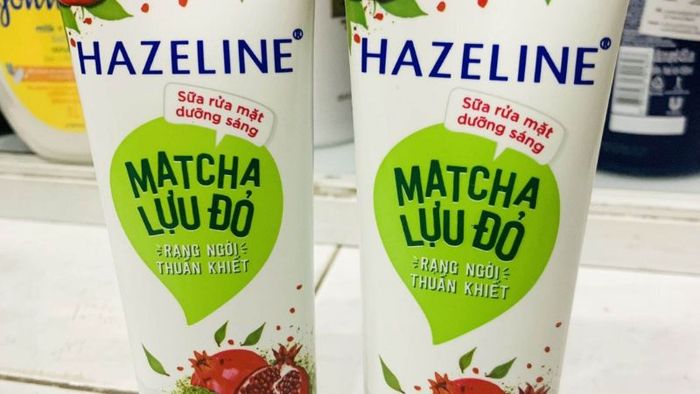 HAZELINE®
Sữa rửa mặt
dưỡng sáng
MATCHA
LỰU ĐỎ
RẠNG NGỜI
THUẦN KHIẾT
HAZELINE®
Sữa rửa mặt
dưỡng sáng
MATCHA
LỰU ĐỎ
RẠNG NGỜI
THUẦN KHIẾT